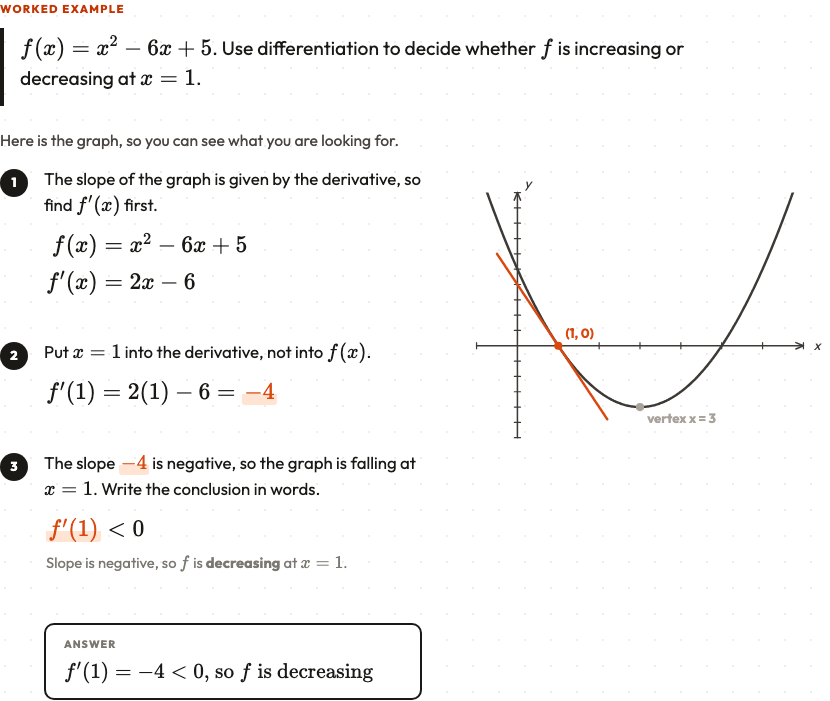 WORKED EXAMPLE
f(x) = x² − 6x + 5. Use differentiation to decide whether f is increasing or
decreasing at x = 1.
Here is the graph, so you can see what you are looking for.
1 The slope of the graph is given by the derivative, so
find f′(x) first.
f(x) = x² − 6x + 5
f′(x) = 2x − 6
2 Put x = 1 into the derivative, not into f(x).
f′(1) = 2(1) − 6 = −4
3 The slope −4 is negative, so the graph is falling at
x = 1. Write the conclusion in words.
f′(1) < 0
Slope is negative, so f is decreasing at x = 1.
ANSWER
f′(1) = −4 < 0, so f is decreasing
y
(1, 0)
x
vertex x = 3